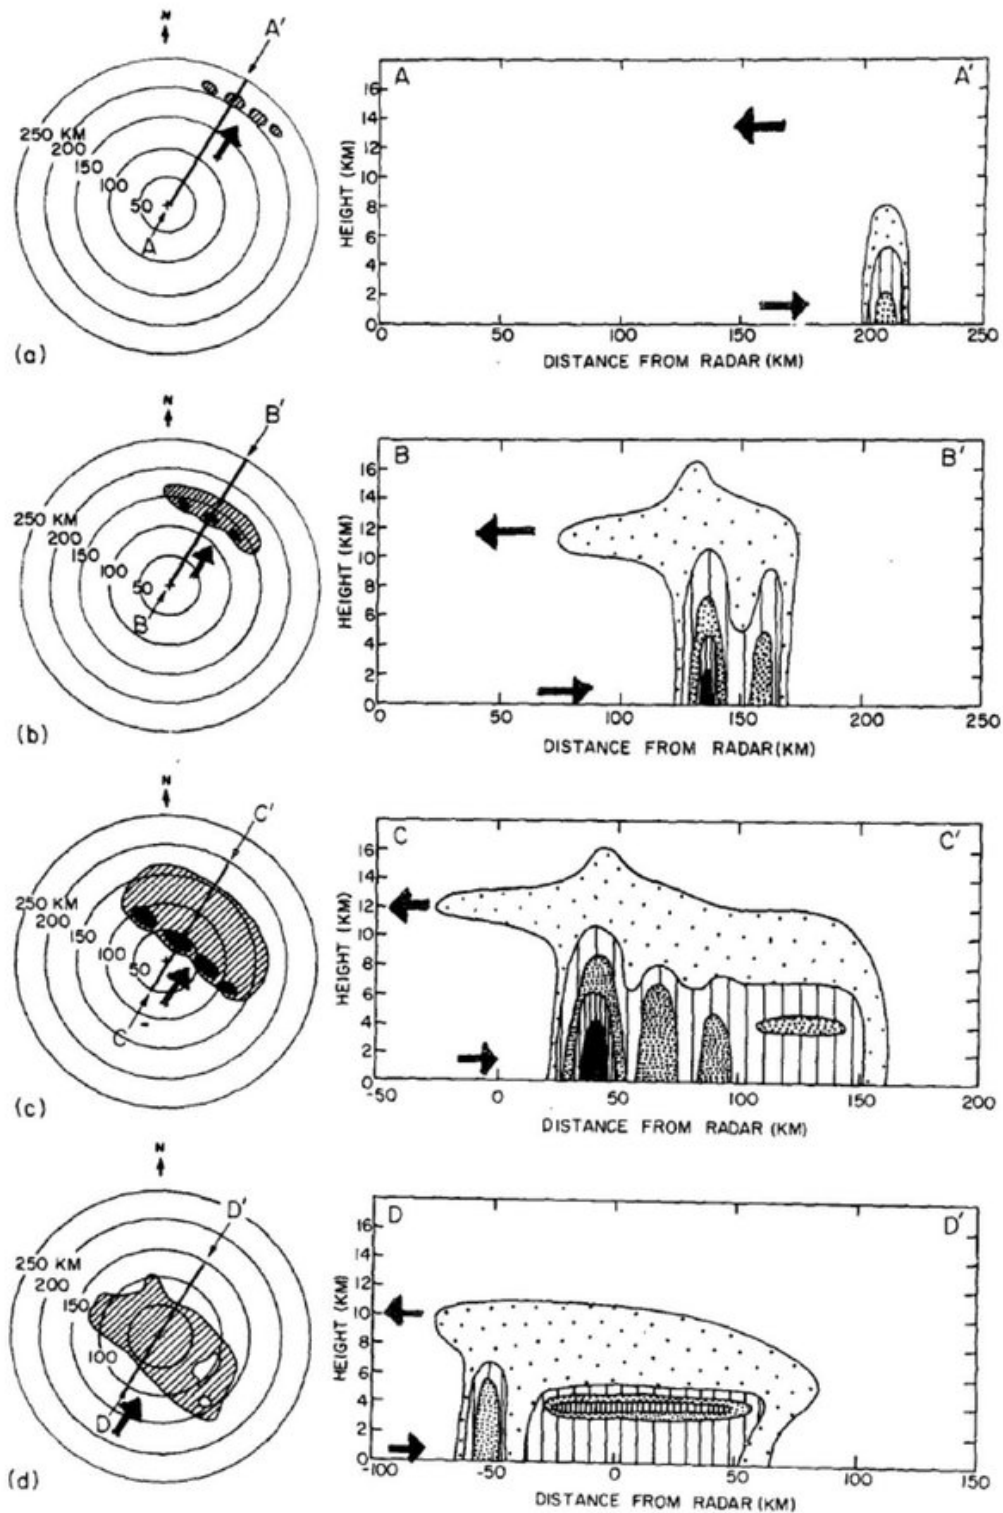 N
A'
250 KM
200
150
100
50
A
(a)
A
A'
16
14
12
10
8
6
4
2
0
HEIGHT (KM)
0
50
100
150
200
250
DISTANCE FROM RADAR (KM)
N
B'
250 KM
200
150
100
50
B
(b)
B
B'
16
14
12
10
8
6
4
2
0
HEIGHT (KM)
0
50
100
150
200
250
DISTANCE FROM RADAR (KM)
N
C'
250 KM
200
150
100
50
C
(c)
C
C'
16
14
12
10
8
6
4
2
0
HEIGHT (KM)
-50
0
50
100
150
200
DISTANCE FROM RADAR (KM)
N
D'
250 KM
200
150
100
D
(d)
D
D'
16
14
12
10
8
6
4
2
0
HEIGHT (KM)
-100
-50
0
50
100
150
DISTANCE FROM RADAR (KM)